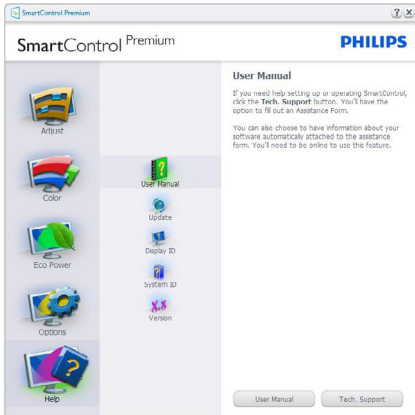 SmartControl Premium
SmartControl Premium
PHILIPS
Adjust
Color
Eco Power
Options
Help
User Manual
Update
Display ID
System ID
X.X
Version
User Manual
If you need help setting up or operating SmartControl,
click the Tech. Support button. You'll have the
option to fill out an Assistance Form.
You can also choose to have information about your
software automatically attached to the assistance
form. You'll need to be online to use this feature.
User Manual
Tech. Support